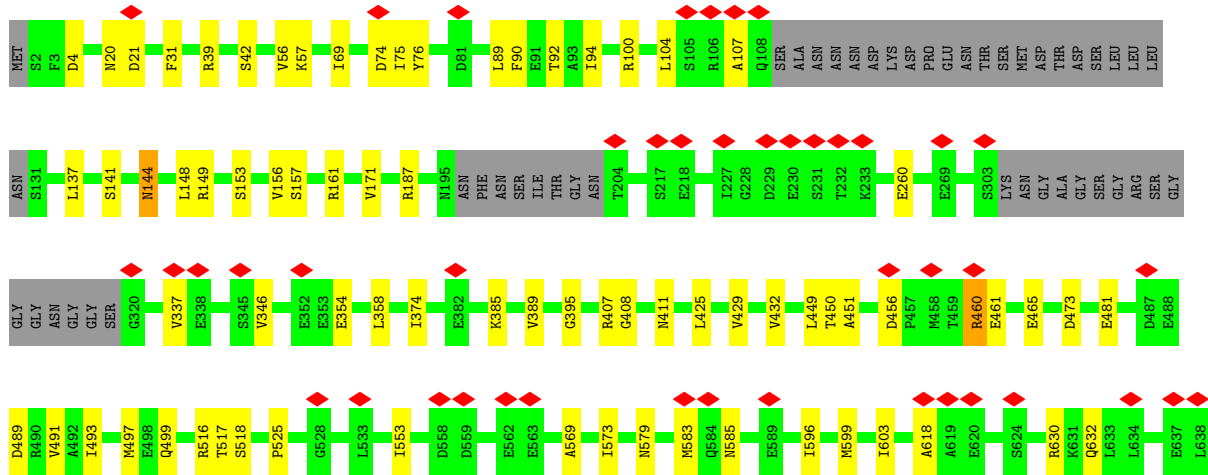 MET S2 F3 D4 N20 D21 F31 R39 S42 V56 K57 I69 D74 I75 Y76 D81 L89 F90 E91 T92 A93 I94 R100 L104 S105 R106 A107 Q108 SER ALA ASN ASN ASN ASP LYS ASP PRO GLU ASN THR SER MET ASP THR ASP SER LEU LEU LEU
ASN S131 L137 S141 N144 L148 R149 S153 V156 S157 R161 V171 R187 N195 ASN PHE ASN SER ILE THR GLY ASN T204 S217 E218 I227 G228 D229 E230 S231 T232 K233 E260 E269 S303 LYS ASN GLY ALA GLY SER GLY ARG SER GLY
GLY GLY ASN GLY GLY SER G320 V337 E338 S345 V346 E352 E353 E354 L358 I374 E382 K385 V389 G395 R407 G408 N411 L425 V429 V432 L449 T450 A451 D456 P457 M458 T459 R460 E461 E465 D473 E481 D487 E488
D489 R490 V491 A492 I493 M497 E498 Q499 R516 T517 S518 P525 G528 L533 I553 D558 D559 E562 E563 A569 I573 N579 M583 Q584 N585 E589 I596 M599 I603 A618 A619 E620 S624 R630 K631 Q632 L633 L634 E637 L638